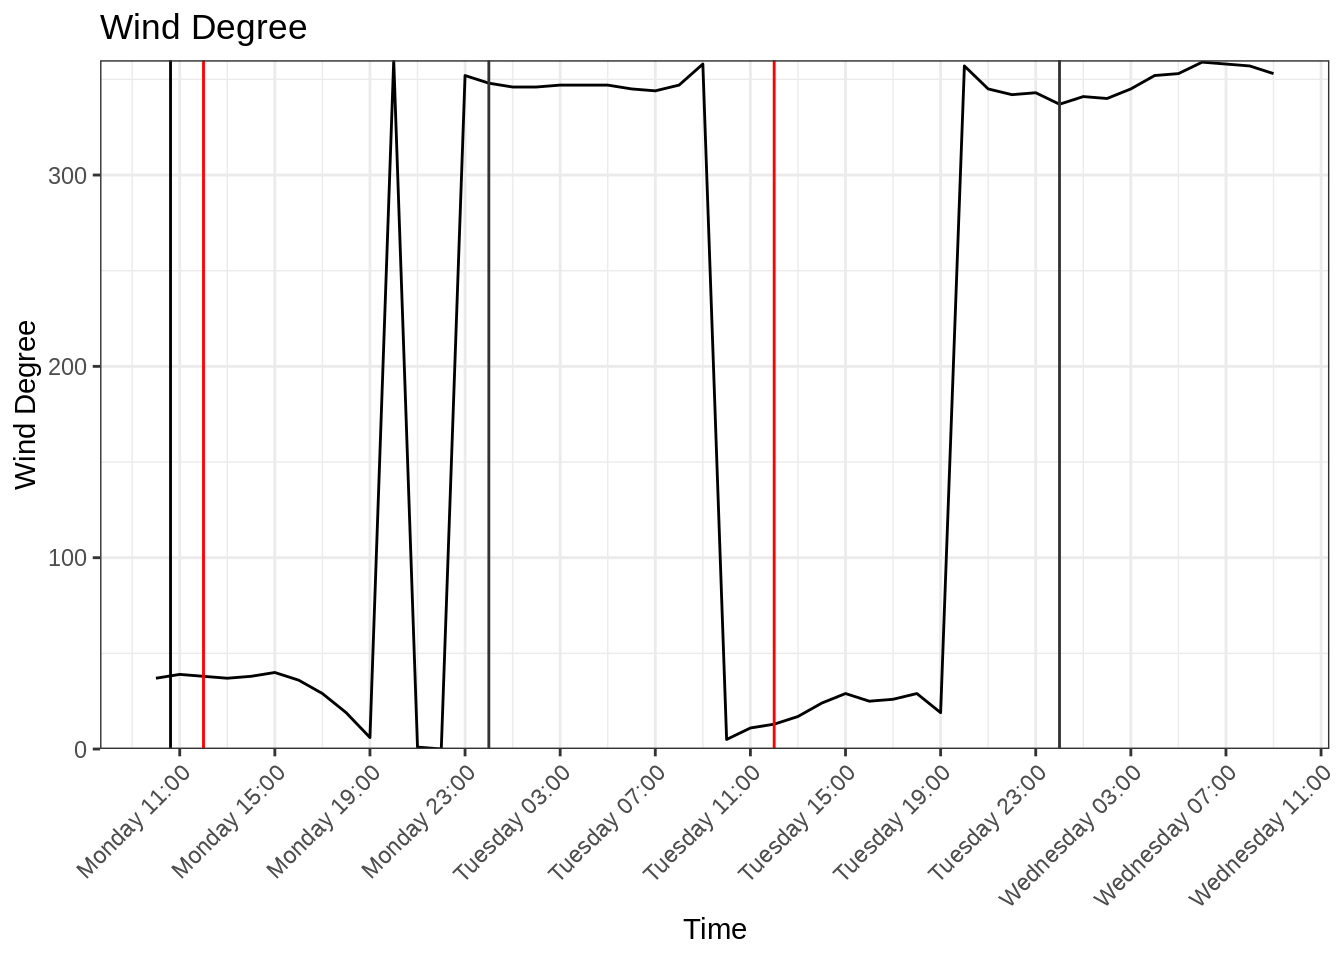 Wind Degree
Wind Degree
300
200
100
0
Monday 11:00
Monday 15:00
Monday 19:00
Monday 23:00
Tuesday 03:00
Tuesday 07:00
Tuesday 11:00
Tuesday 15:00
Tuesday 19:00
Tuesday 23:00
Wednesday 03:00
Wednesday 07:00
Wednesday 11:00
Time